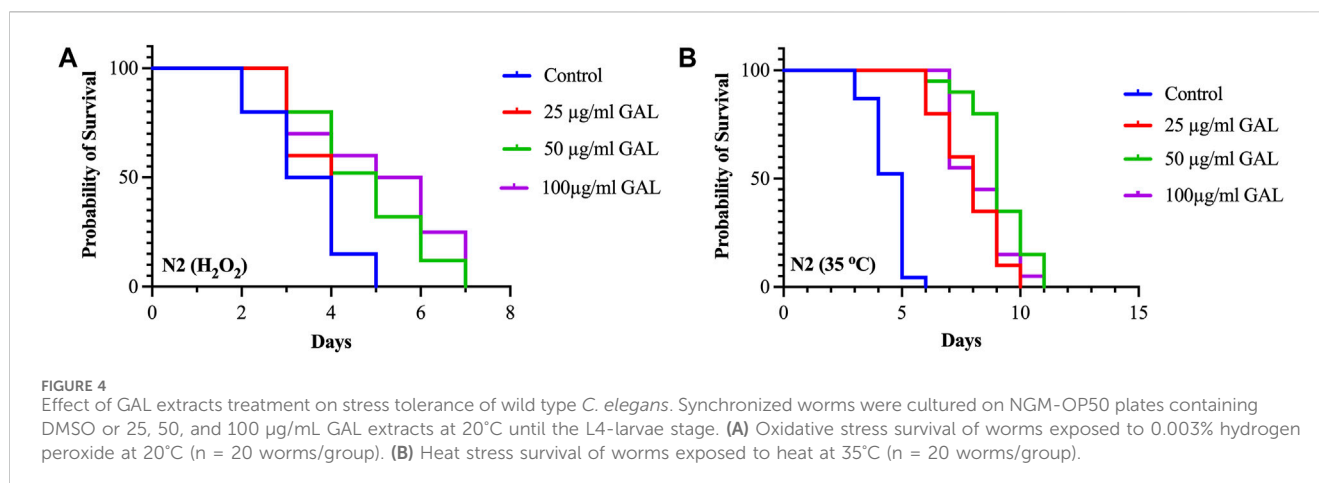 A
Probability of Survival
100
50
0
0
2
4
6
8
Days
N2 (H₂O₂)
Control
25 µg/ml GAL
50 µg/ml GAL
100µg/ml GAL
B
Probability of Survival
100
50
0
0
5
10
15
Days
N2 (35 °C)
Control
25 µg/ml GAL
50 µg/ml GAL
100µg/ml GAL
FIGURE 4
Effect of GAL extracts treatment on stress tolerance of wild type C. elegans. Synchronized worms were cultured on NGM-OP50 plates containing
DMSO or 25, 50, and 100 µg/mL GAL extracts at 20°C until the L4-larvae stage. (A) Oxidative stress survival of worms exposed to 0.003% hydrogen
peroxide at 20°C (n = 20 worms/group). (B) Heat stress survival of worms exposed to heat at 35°C (n = 20 worms/group).